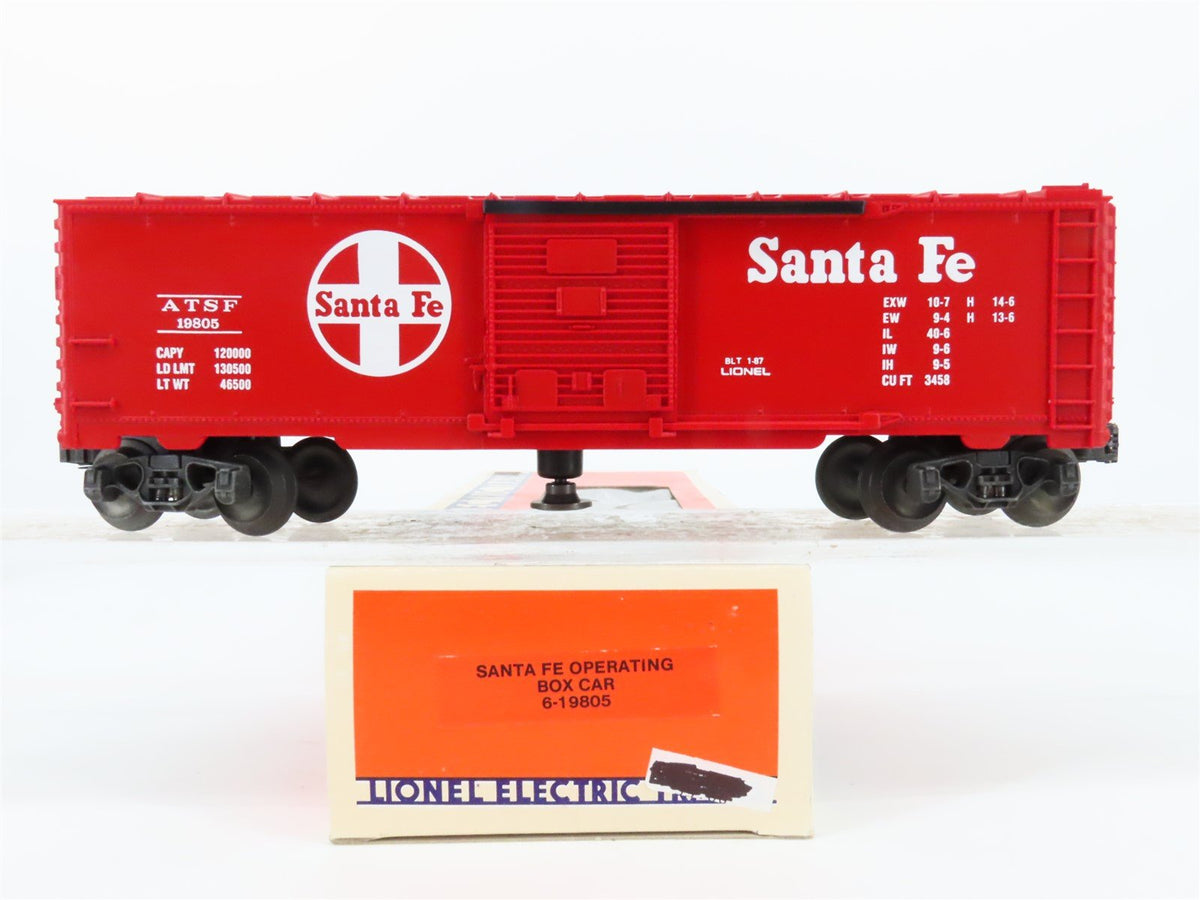 ATSF
19805
CAPY 120000
LD LMT 130500
LT WT 46500
Santa Fe
Santa Fe
EXW 10-7 H 14-6
EW 9-4 H 13-6
IL 40-6
IW 9-6
IH 9-5
CU FT 3458
BLT 1-87
LIONEL
SANTA FE OPERATING
BOX CAR
6-19805
LIONEL ELECTRIC